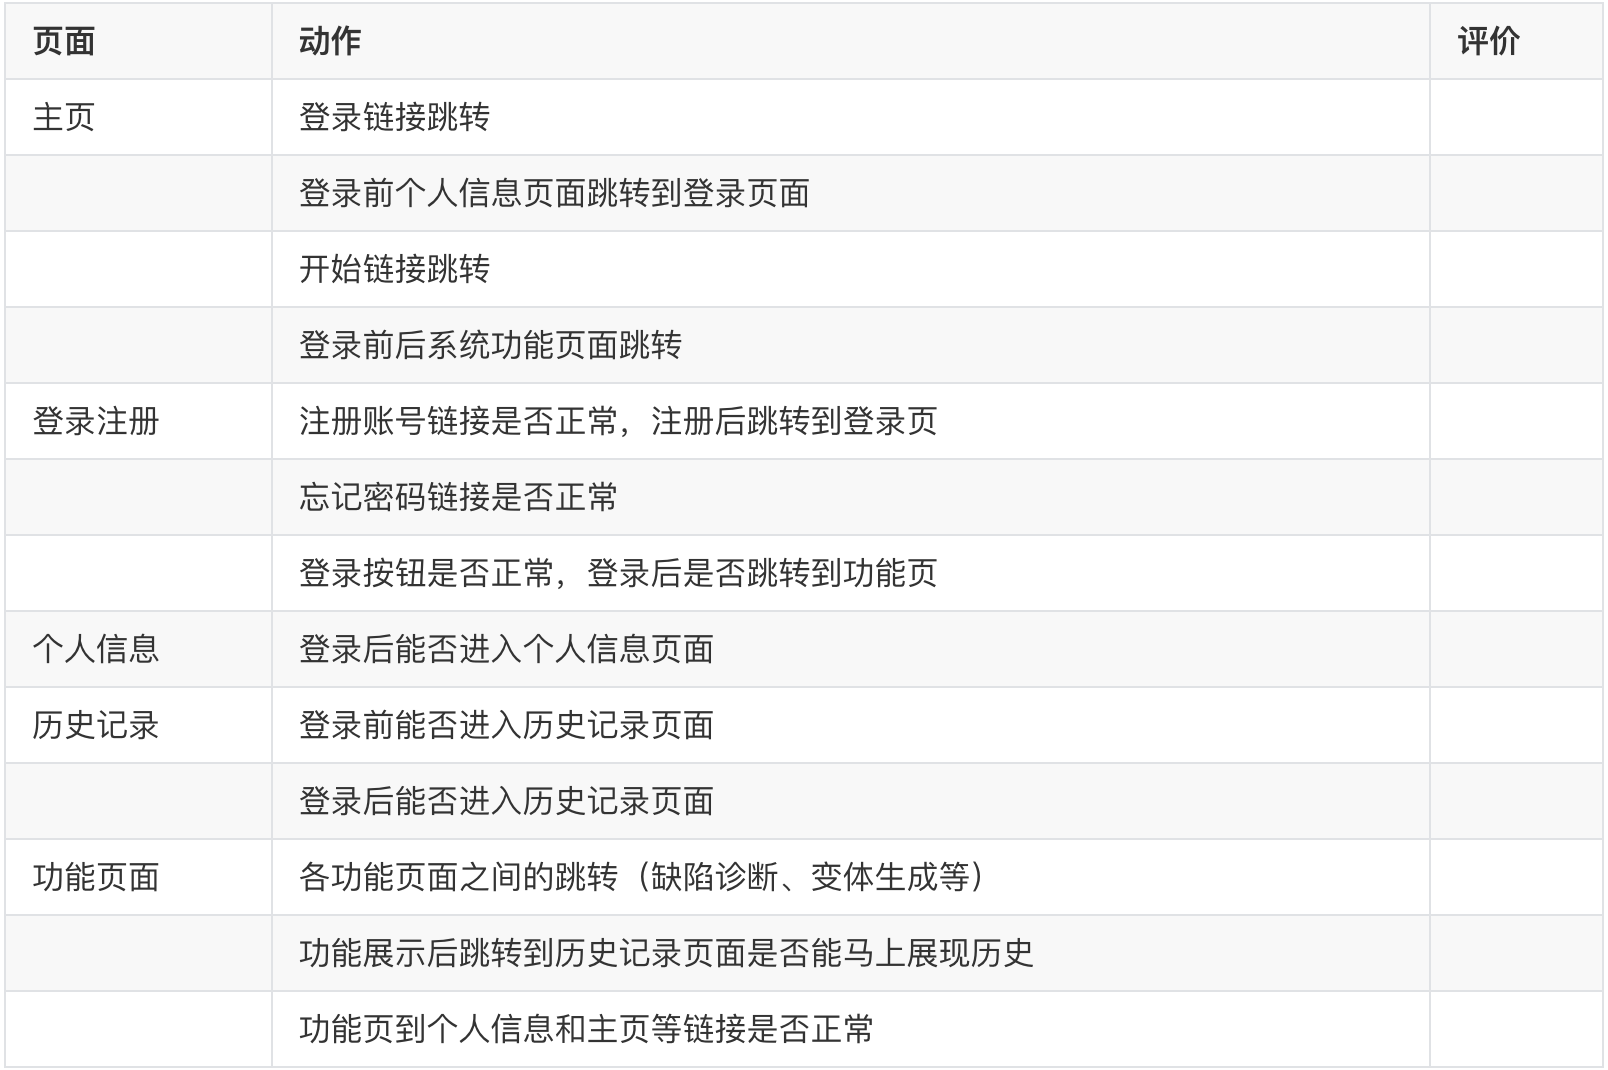 页面 动作 评价
主页 登录链接跳转
登录前个人信息页面跳转到登录页面
开始链接跳转
登录前后系统功能页面跳转
登录注册 注册账号链接是否正常，注册后跳转到登录页
忘记密码链接是否正常
登录按钮是否正常，登录后是否跳转到功能页
个人信息 登录后能否进入个人信息页面
历史记录 登录前能否进入历史记录页面
登录后能否进入历史记录页面
功能页面 各功能页面之间的跳转（缺陷诊断、变体生成等）
功能展示后跳转到历史记录页面是否能马上展现历史
功能页到个人信息和主页等链接是否正常